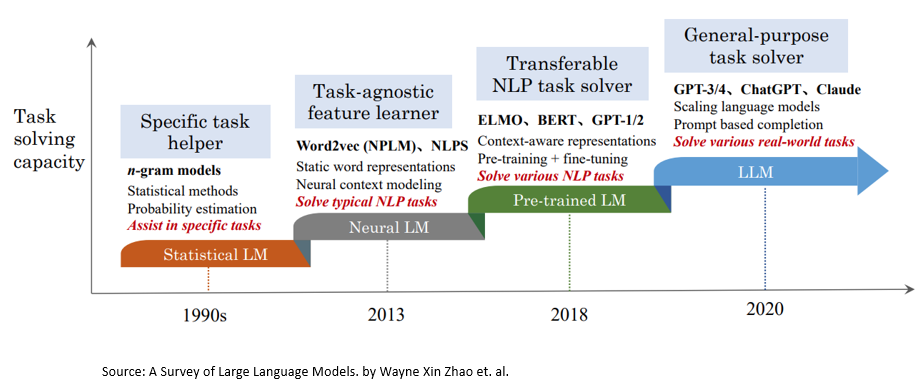 Task
solving
capacity
Specific task
helper
n-gram models
Statistical methods
Probability estimation
Assist in specific tasks
Statistical LM
1990s
Task-agnostic
feature learner
Word2vec (NPLM)、NLPS
Static word representations
Neural context modeling
Solve typical NLP tasks
Neural LM
2013
Transferable
NLP task solver
ELMO、BERT、GPT-1/2
Context-aware representations
Pre-training + fine-tuning
Solve various NLP tasks
Pre-trained LM
2018
General-purpose
task solver
GPT-3/4、ChatGPT、Claude
Scaling language models
Prompt based completion
Solve various real-world tasks
LLM
2020
Source: A Survey of Large Language Models. by Wayne Xin Zhao et. al.